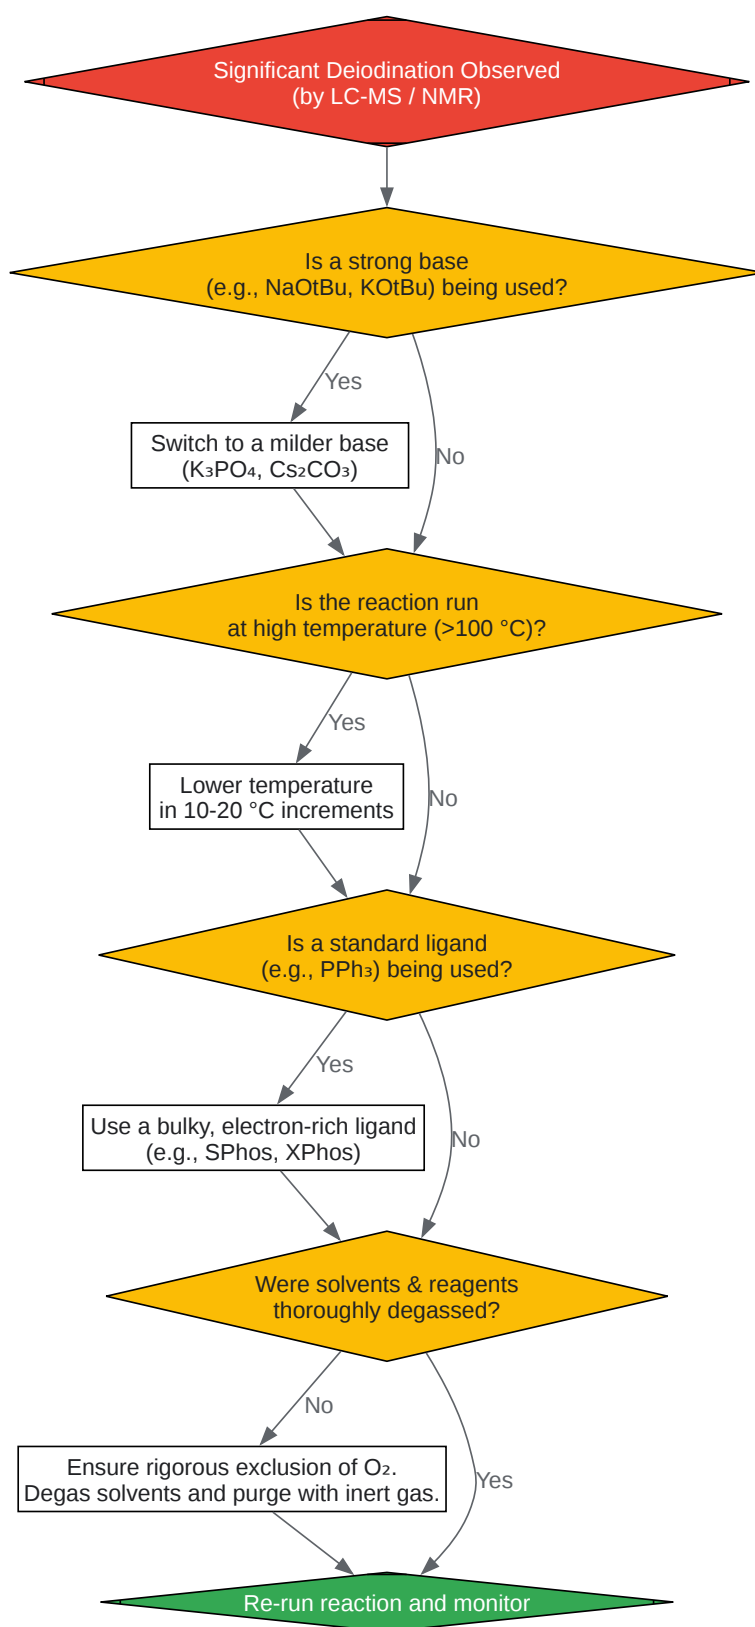 Significant Deiodination Observed
(by LC-MS / NMR)
Is a strong base
(e.g., NaOtBu, KOtBu) being used?
Yes
Switch to a milder base
(K₃PO₄, Cs₂CO₃)
No
Is the reaction run
at high temperature (>100 °C)?
Yes
Lower temperature
in 10-20 °C increments
No
Is a standard ligand
(e.g., PPh₃) being used?
Yes
Use a bulky, electron-rich ligand
(e.g., SPhos, XPhos)
No
Were solvents & reagents
thoroughly degassed?
No
Ensure rigorous exclusion of O₂.
Degas solvents and purge with inert gas.
Yes
Re-run reaction and monitor